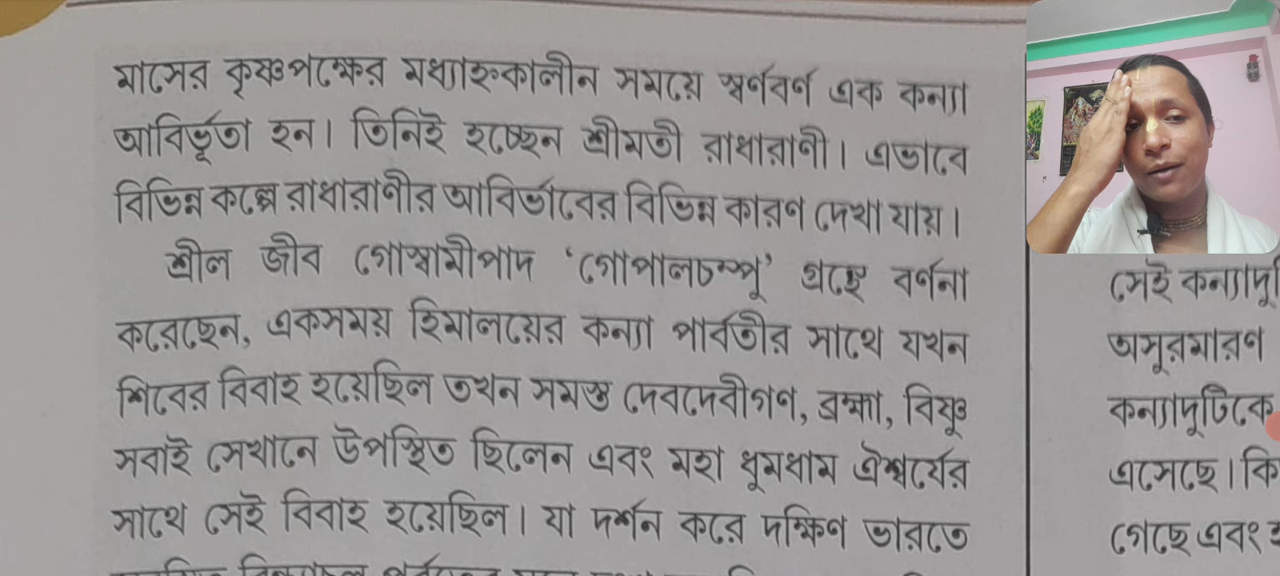 মাসের কৃষ্ণপক্ষের মধ্যাহ্নকালীন সময়ে স্বর্ণবর্ণ এক কন্যা
আবির্ভূতা হন। তিনিই হচ্ছেন শ্রীমতী রাধারাণী। এভাবে
বিভিন্ন কল্পে রাধারাণীর আবির্ভাবের বিভিন্ন কারণ দেখা যায়।
শ্রীল জীব গোস্বামীপাদ ‘গোপালচম্পু’ গ্রন্থে বর্ণনা
করেছেন, একসময় হিমালয়ের কন্যা পার্বতীর সাথে যখন
শিবের বিবাহ হয়েছিল তখন সমস্ত দেবদেবীগণ, ব্রহ্মা, বিষ্ণু
সবাই সেখানে উপস্থিত ছিলেন এবং মহা ধুমধাম ঐশ্বর্যের
সাথে সেই বিবাহ হয়েছিল। যা দর্শন করে দক্ষিণ ভারতে
সেই কন্যাদু
অসুরমারণ
কন্যাদুটিকে
এসেছে। কি
গেছে এবং